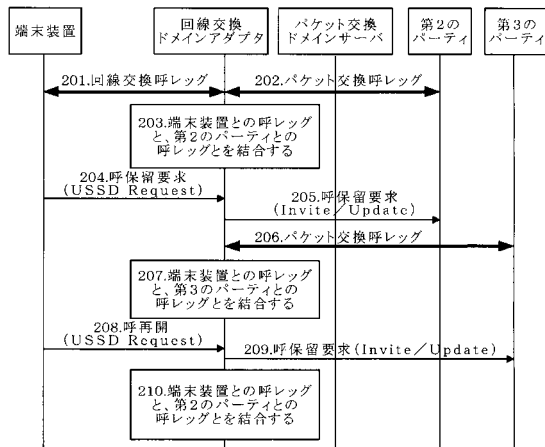 端末装置
回線交換
ドメインアダプタ
パケット交換
ドメインサーバ
第2の
パーティ
第3の
パーティ
201.回線交換呼レッグ
202.パケット交換呼レッグ
203.端末装置との呼レッグ
と、第2のパーティとの
呼レッグとを結合する
204.呼保留要求
(USSD Request)
205.呼保留要求
(Invite/Update)
206.パケット交換呼レッグ
207.端末装置との呼レッグ
と、第3のパーティとの
呼レッグとを結合する
208.呼再開
(USSD Request)
209.呼保留要求(Invite/Update)
210.端末装置との呼レッグ
と、第2のパーティとの
呼レッグとを結合する